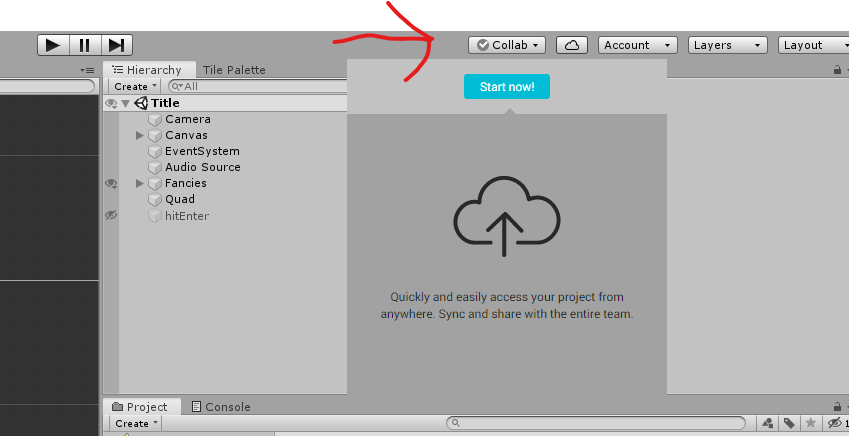 Collab
Account
Layers
Layout
Hierarchy
Tile Palette
Create
All
Start now!
Title
Camera
Canvas
EventSystem
Audio Source
Fancies
Quad
hitEnter
Quickly and easily access your project from
anywhere. Sync and share with the entire team.
Project
Console
Create
1